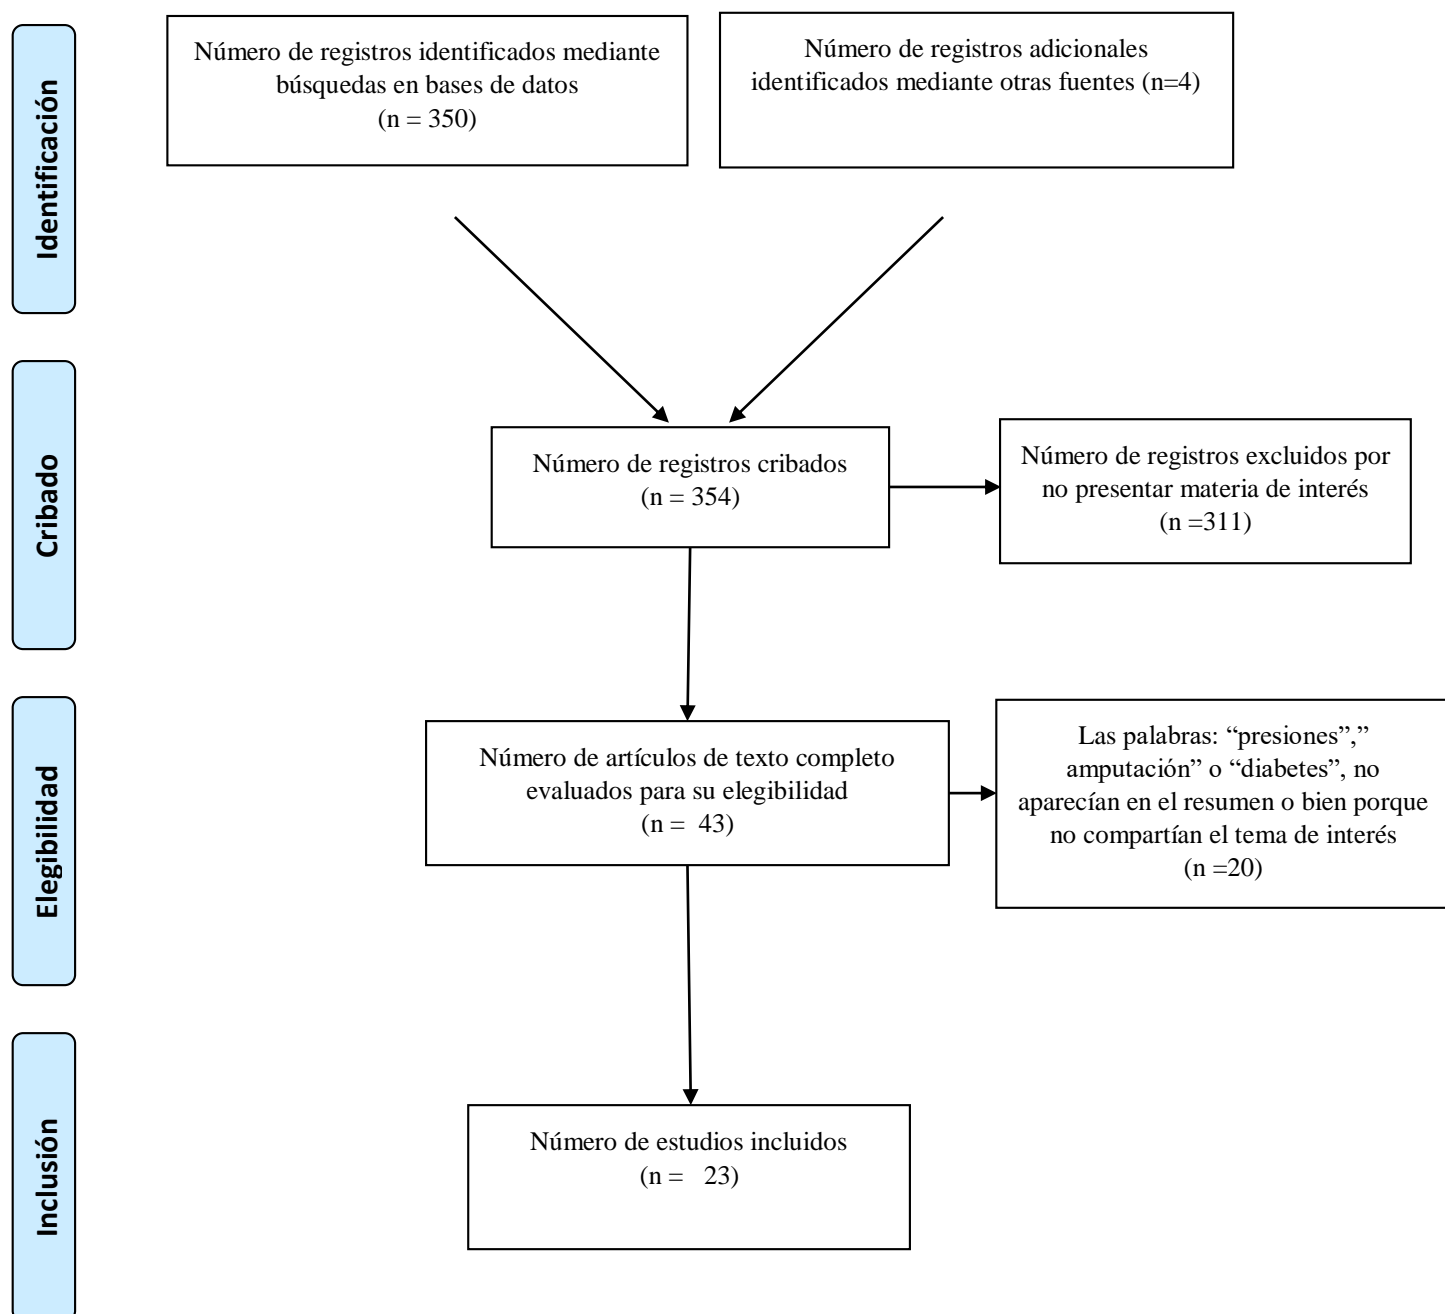 Identificación
Número de registros identificados mediante
búsquedas en bases de datos
(n = 350)
Número de registros adicionales
identificados mediante otras fuentes (n=4)
Cribado
Número de registros cribados
(n = 354)
Número de registros excluidos por
no presentar materia de interés
(n =311)
Elegibilidad
Número de artículos de texto completo
evaluados para su elegibilidad
(n = 43)
Las palabras: “presiones”,”
amputación” o “diabetes”, no
aparecían en el resumen o bien porque
no compartían el tema de interés
(n =20)
Inclusión
Número de estudios incluidos
(n = 23)